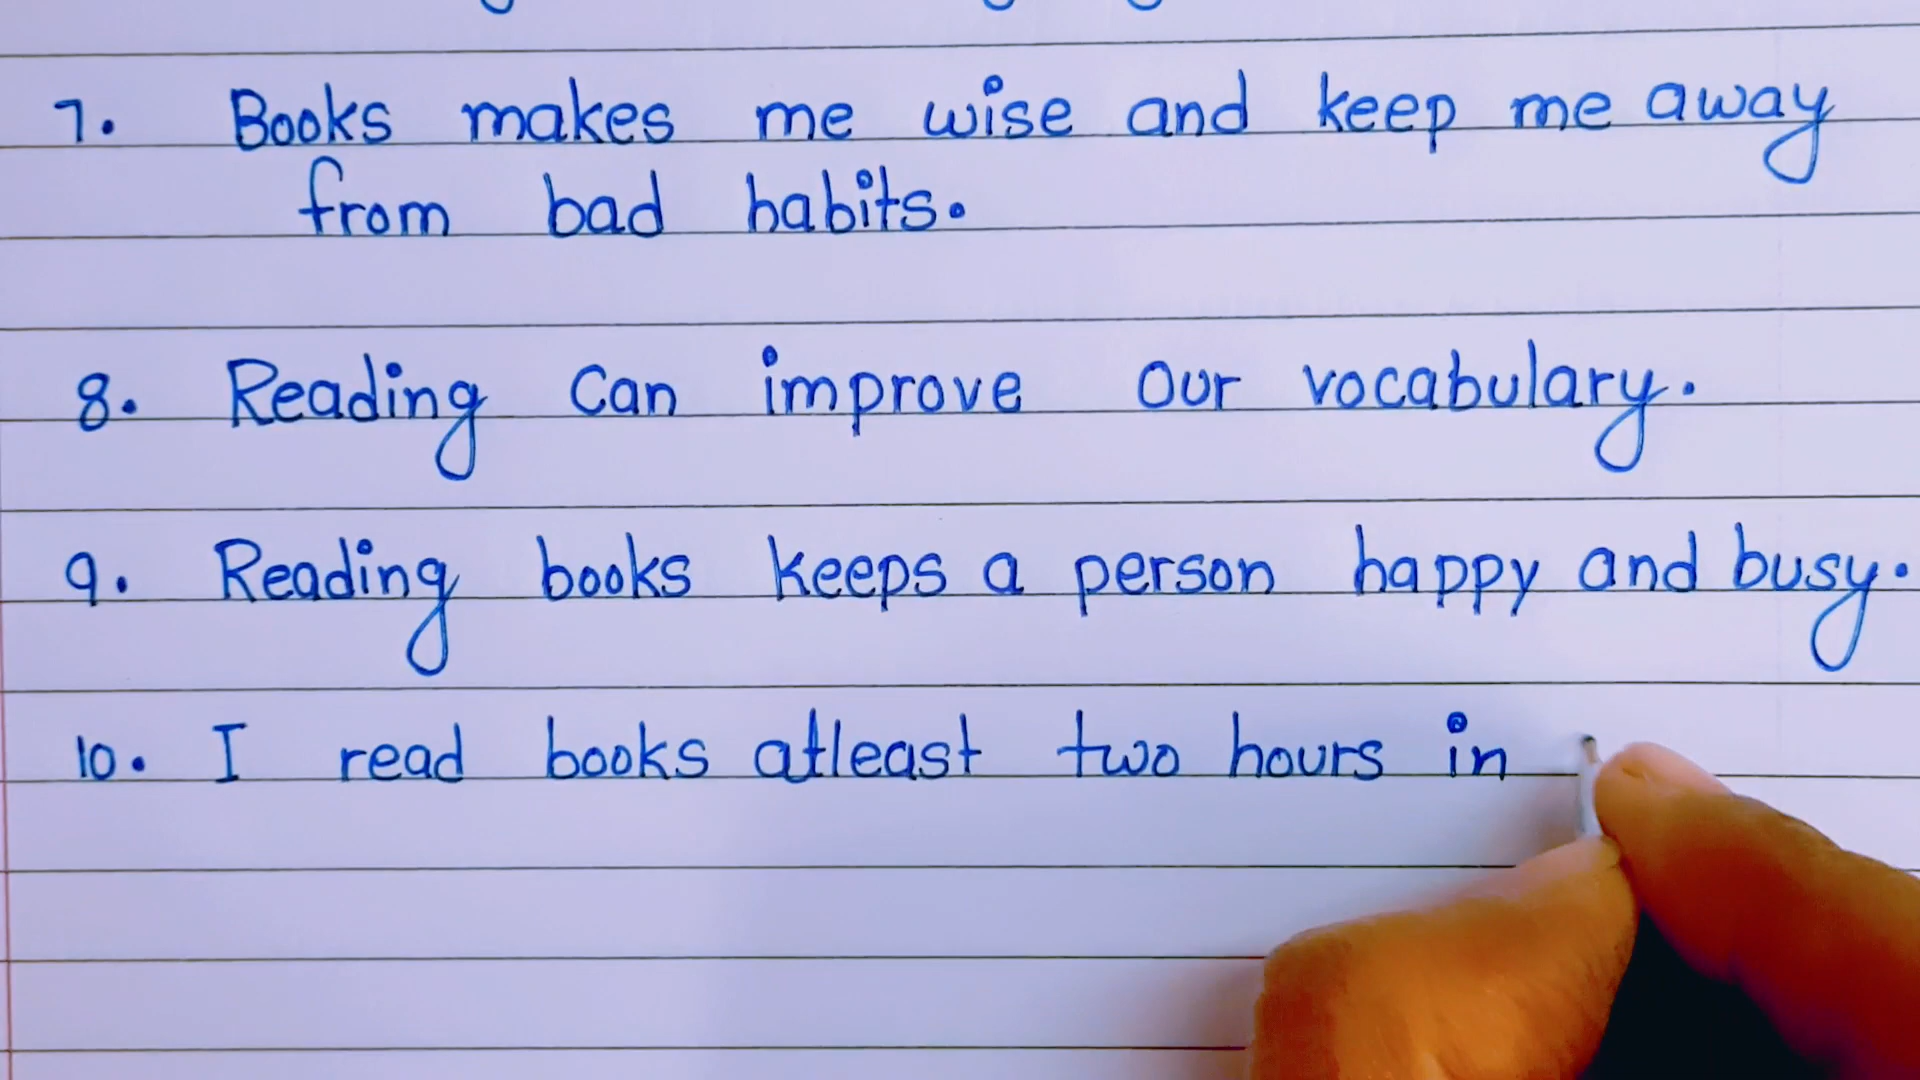 7. Books makes me wise and keep me away
from bad habits.
8. Reading can improve our vocabulary.
9. Reading books keeps a person happy and busy.
10. I read books atleast two hours in